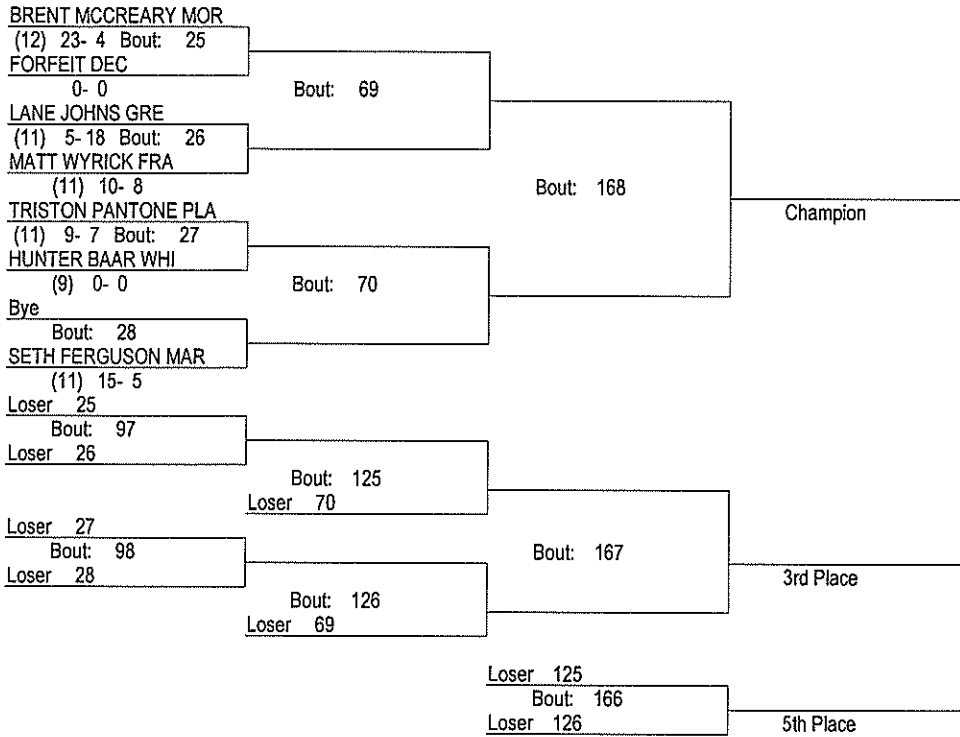 BRENT MCCREARY MOR
(12) 23- 4 Bout: 25
FORFEIT DEC
0- 0
Bout: 69
LANE JOHNS GRE
(11) 5- 18 Bout: 26
MATT WYRICK FRA
(11) 10- 8
Bout: 168
TRISTON PANTONE PLA
(11) 9- 7 Bout: 27
HUNTER BAAR WHI
(9) 0- 0
Bout: 70
Bye
Bout: 28
SETH FERGUSON MAR
(11) 15- 5
Champion
Loser 25
Bout: 97
Loser 26
Bout: 125
Loser 70
Loser 27
Bout: 98
Loser 28
Bout: 126
Loser 69
Bout: 167
3rd Place
Loser 125
Bout: 166
Loser 126
5th Place